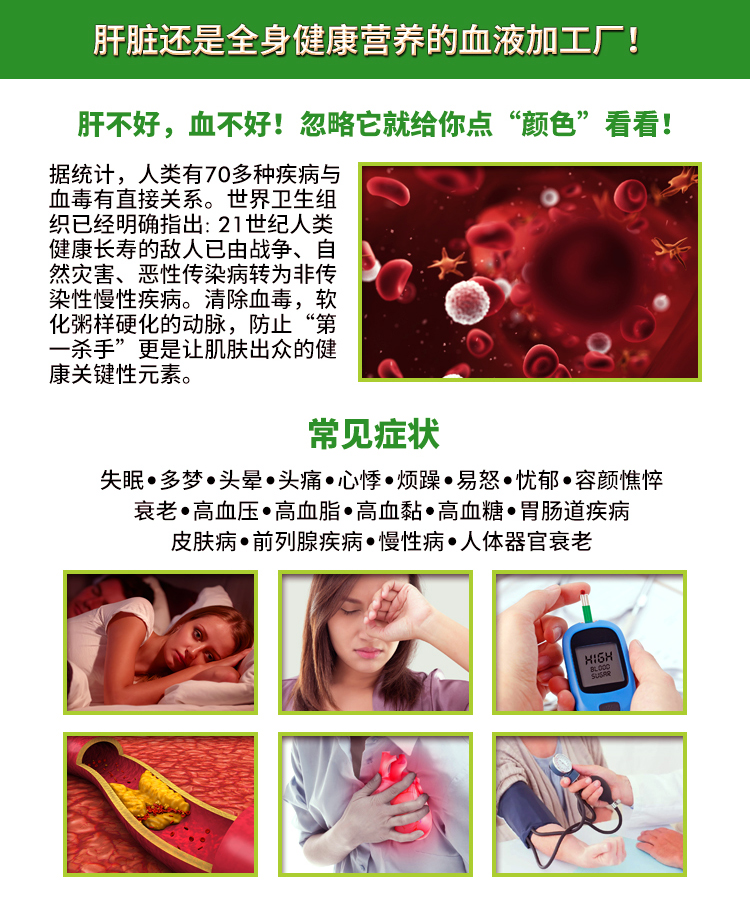 肝脏还是全身健康营养的血液加工厂！
肝不好，血不好！忽略它就给你点“颜色”看看！
据统计，人类有70多种疾病与
血毒有直接关系。世界卫生组
织已经明确指出: 21世纪人类
健康长寿的敌人已由战争、自
然灾害、恶性传染病转为非传
染性慢性疾病。清除血毒，软
化粥样硬化的动脉，防止“第
一杀手”更是让肌肤出众的健
康关键性元素。
常见症状
失眠•多梦•头晕•头痛•心悸•烦躁•易怒•忧郁•容颜憔悴
衰老•高血压•高血脂•高血黏•高血糖•胃肠道疾病
皮肤病•前列腺疾病•慢性病•人体器官衰老
HIGH
BLOOD
SUGAR